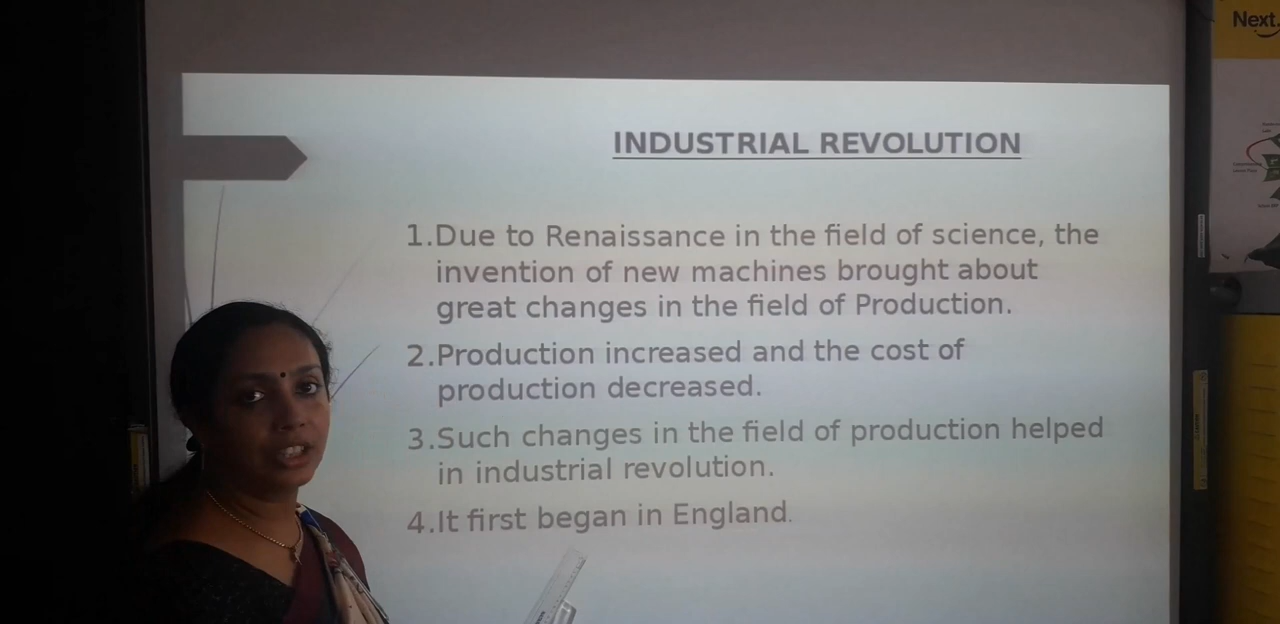 Next
INDUSTRIAL REVOLUTION
1.Due to Renaissance in the field of science, the
invention of new machines brought about
great changes in the field of Production.
2.Production increased and the cost of
production decreased.
3.Such changes in the field of production helped
in industrial revolution.
4.It first began in England.